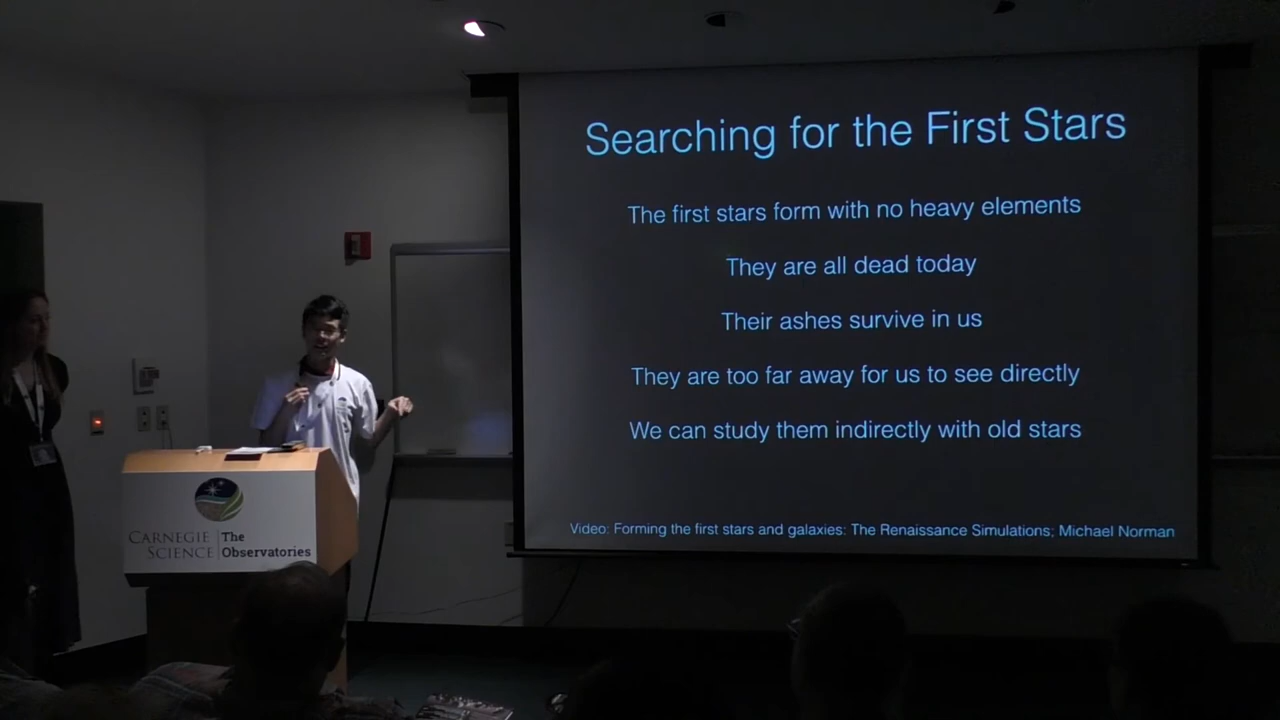 Searching for the First Stars
The first stars form with no heavy elements
They are all dead today
Their ashes survive in us
They are too far away for us to see directly
We can study them indirectly with old stars
Video: Forming the first stars and galaxies: The Renaissance Simulations; Michael Norman
CARNEGIE SCIENCE
The Observatories